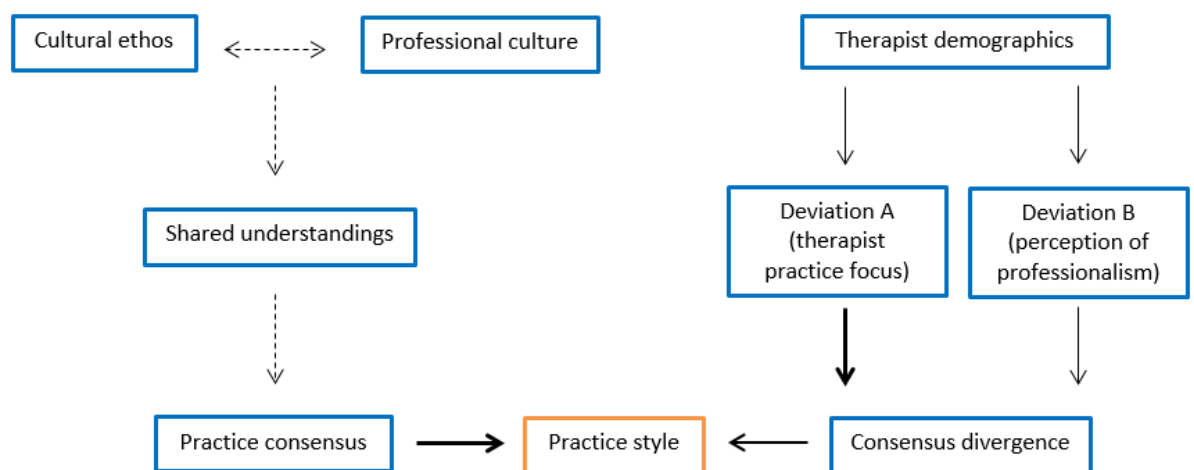 Cultural ethos
Professional culture
Therapist demographics
Shared understandings
Deviation A
(therapist
practice focus)
Deviation B
(perception of
professionalism)
Practice consensus
Practice style
Consensus divergence